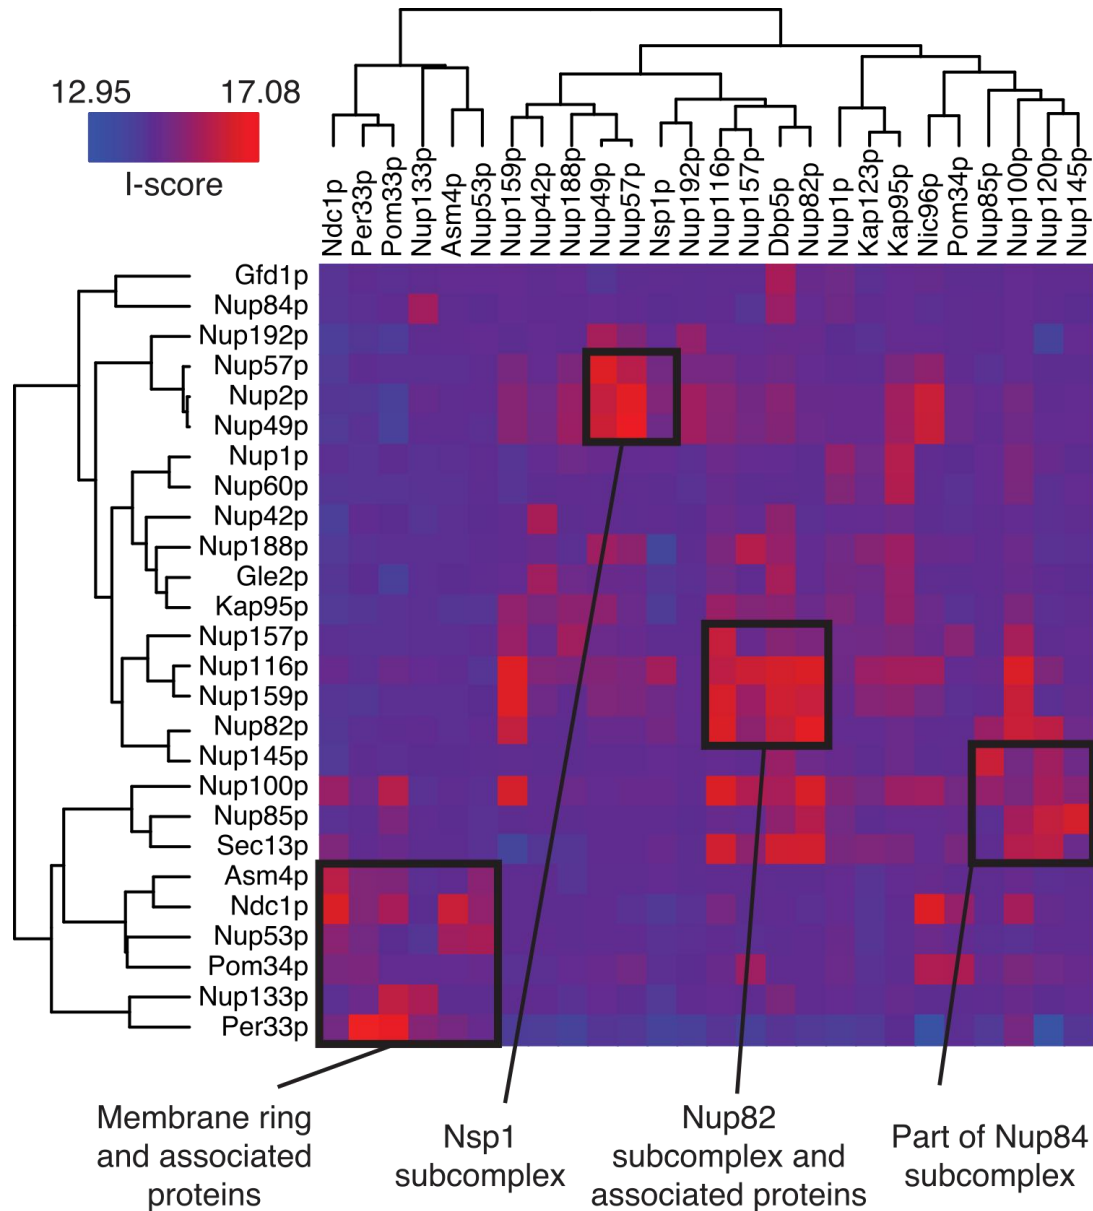 12.95 17.08
I-score
Ndc1p
Per33p
Pom33p
Nup133p
Asm4p
Nup53p
Nup159p
Nup42p
Nup188p
Nup49p
Nup57p
Nsp1p
Nup192p
Nup116p
Nup157p
Dbp5p
Nup82p
Nup1p
Kap123p
Kap95p
Nic96p
Pom34p
Nup85p
Nup100p
Nup120p
Nup145p
Gfd1p
Nup84p
Nup192p
Nup57p
Nup2p
Nup49p
Nup1p
Nup60p
Nup42p
Nup188p
Gle2p
Kap95p
Nup157p
Nup116p
Nup159p
Nup82p
Nup145p
Nup100p
Nup85p
Sec13p
Asm4p
Ndc1p
Nup53p
Pom34p
Nup133p
Per33p
Membrane ring
and associated
proteins
Nsp1
subcomplex
Nup82
subcomplex and
associated proteins
Part of Nup84
subcomplex